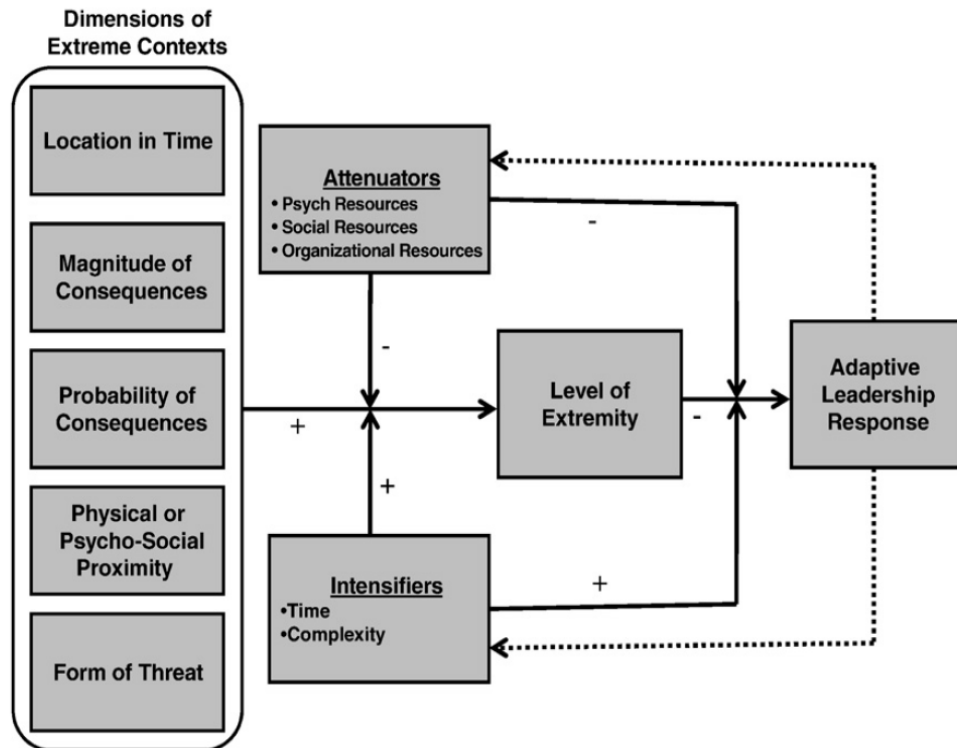 Dimensions of
Extreme Contexts
Location in Time
Magnitude of
Consequences
Probability of
Consequences
Physical or
Psycho-Social
Proximity
Form of Threat
Attenuators
• Psych Resources
• Social Resources
• Organizational Resources
-
-
+
Level of
Extremity
-
Adaptive
Leadership
Response
+
Intensifiers
•Time
•Complexity
+